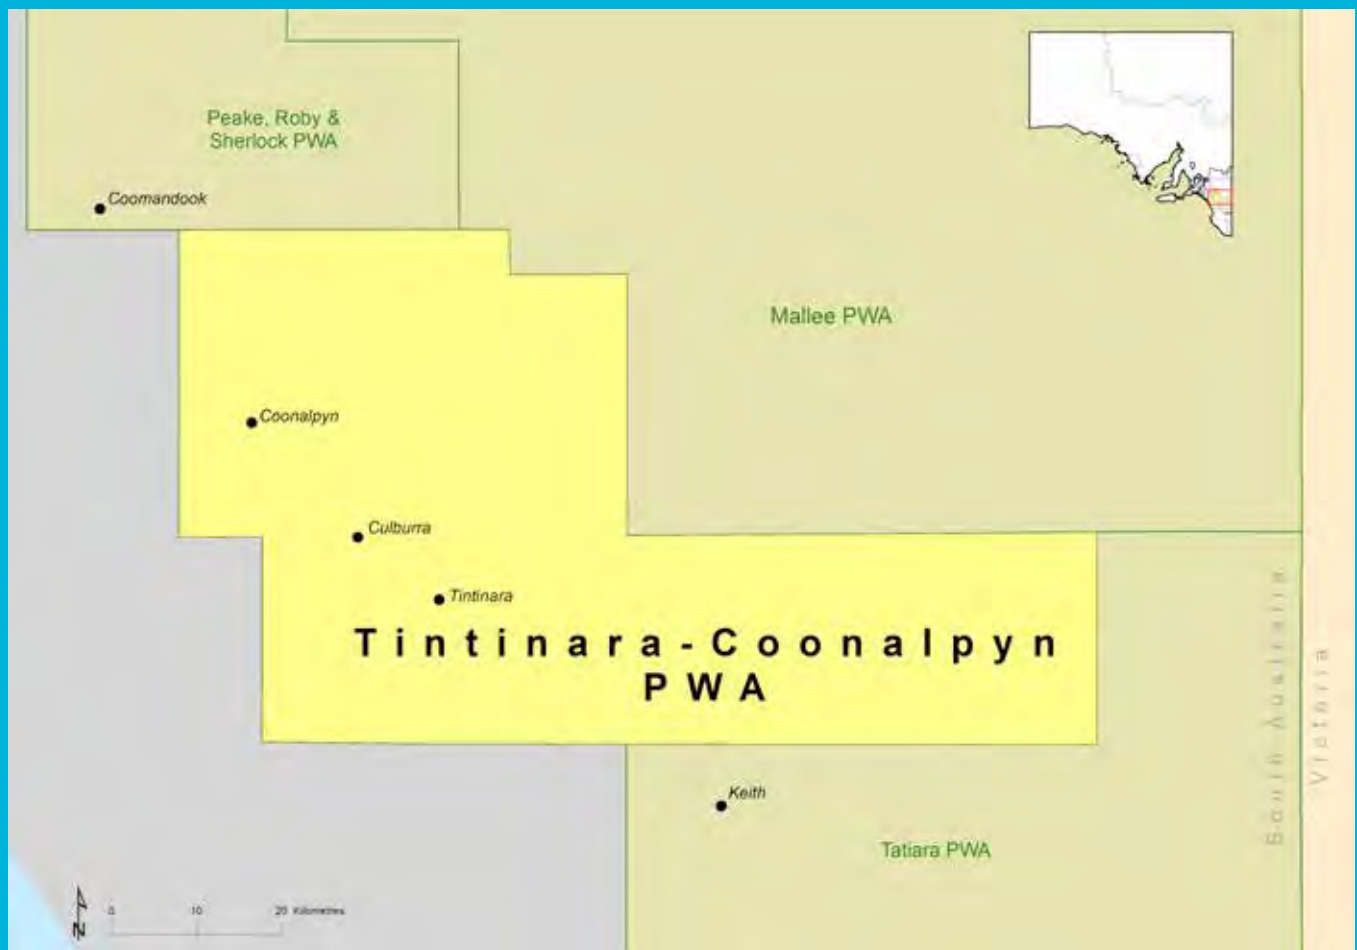 Peake, Roby &
Sherlock PWA
Coomandook
Mallee PWA
Coonalpyn
Culburra
Tintinara
Tintinara-Coonalpyn
PWA
South Australia
Victoria
Keith
Tatiara PWA
N
0 10 20 Kilometres